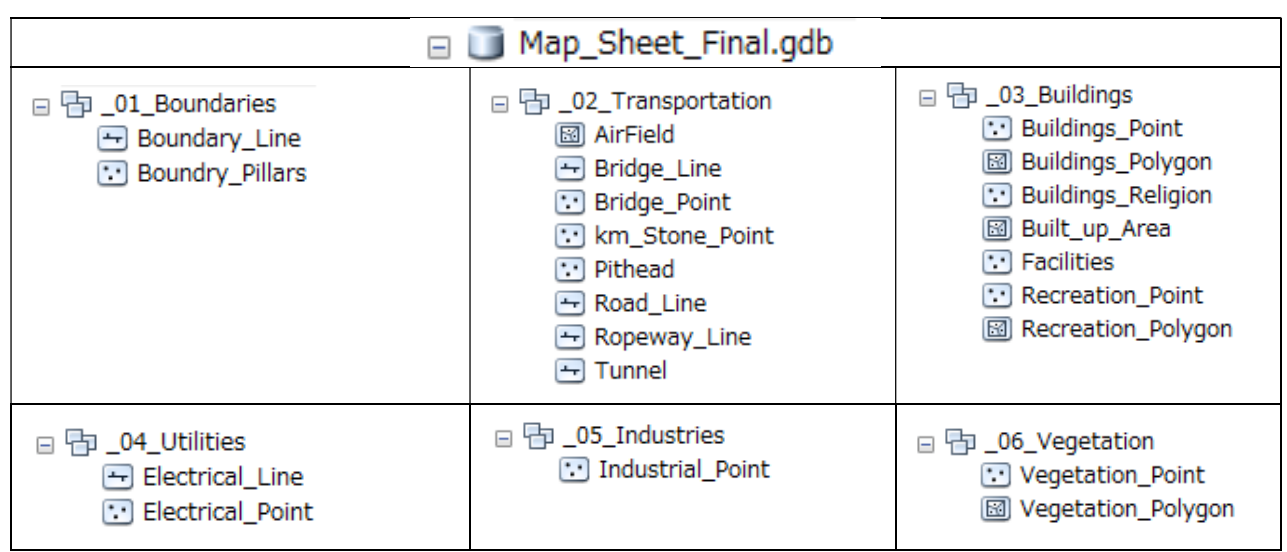 Map_Sheet_Final.gdb
_01_Boundaries
Boundary_Line
Boundry_Pillars
_02_Transportation
AirField
Bridge_Line
Bridge_Point
km_Stone_Point
Pithead
Road_Line
Ropeway_Line
Tunnel
_03_Buildings
Buildings_Point
Buildings_Polygon
Buildings_Religion
Built_up_Area
Facilities
Recreation_Point
Recreation_Polygon
_04_Utilities
Electrical_Line
Electrical_Point
_05_Industries
Industrial_Point
_06_Vegetation
Vegetation_Point
Vegetation_Polygon